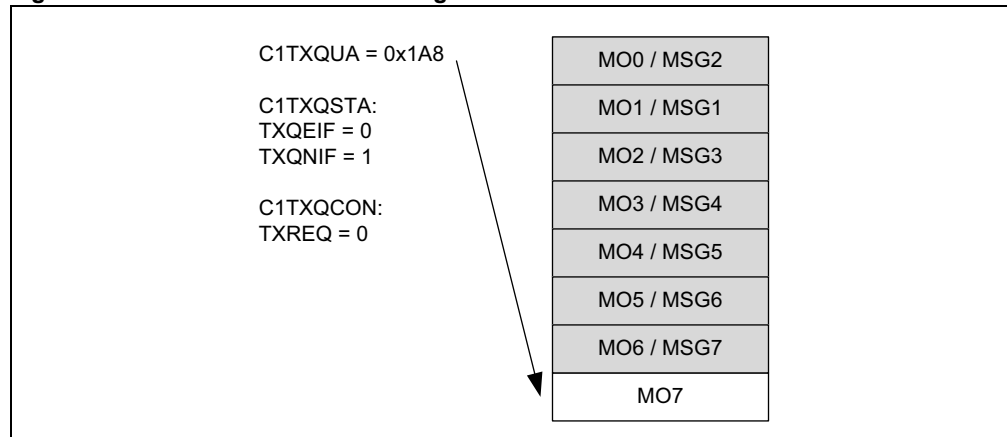 C1TXQUA = 0x1A8
C1TXQSTA:
TXQEIF = 0
TXQNIF = 1
C1TXQCON:
TXREQ = 0
MO0 / MSG2
MO1 / MSG1
MO2 / MSG3
MO3 / MSG4
MO4 / MSG5
MO5 / MSG6
MO6 / MSG7
MO7